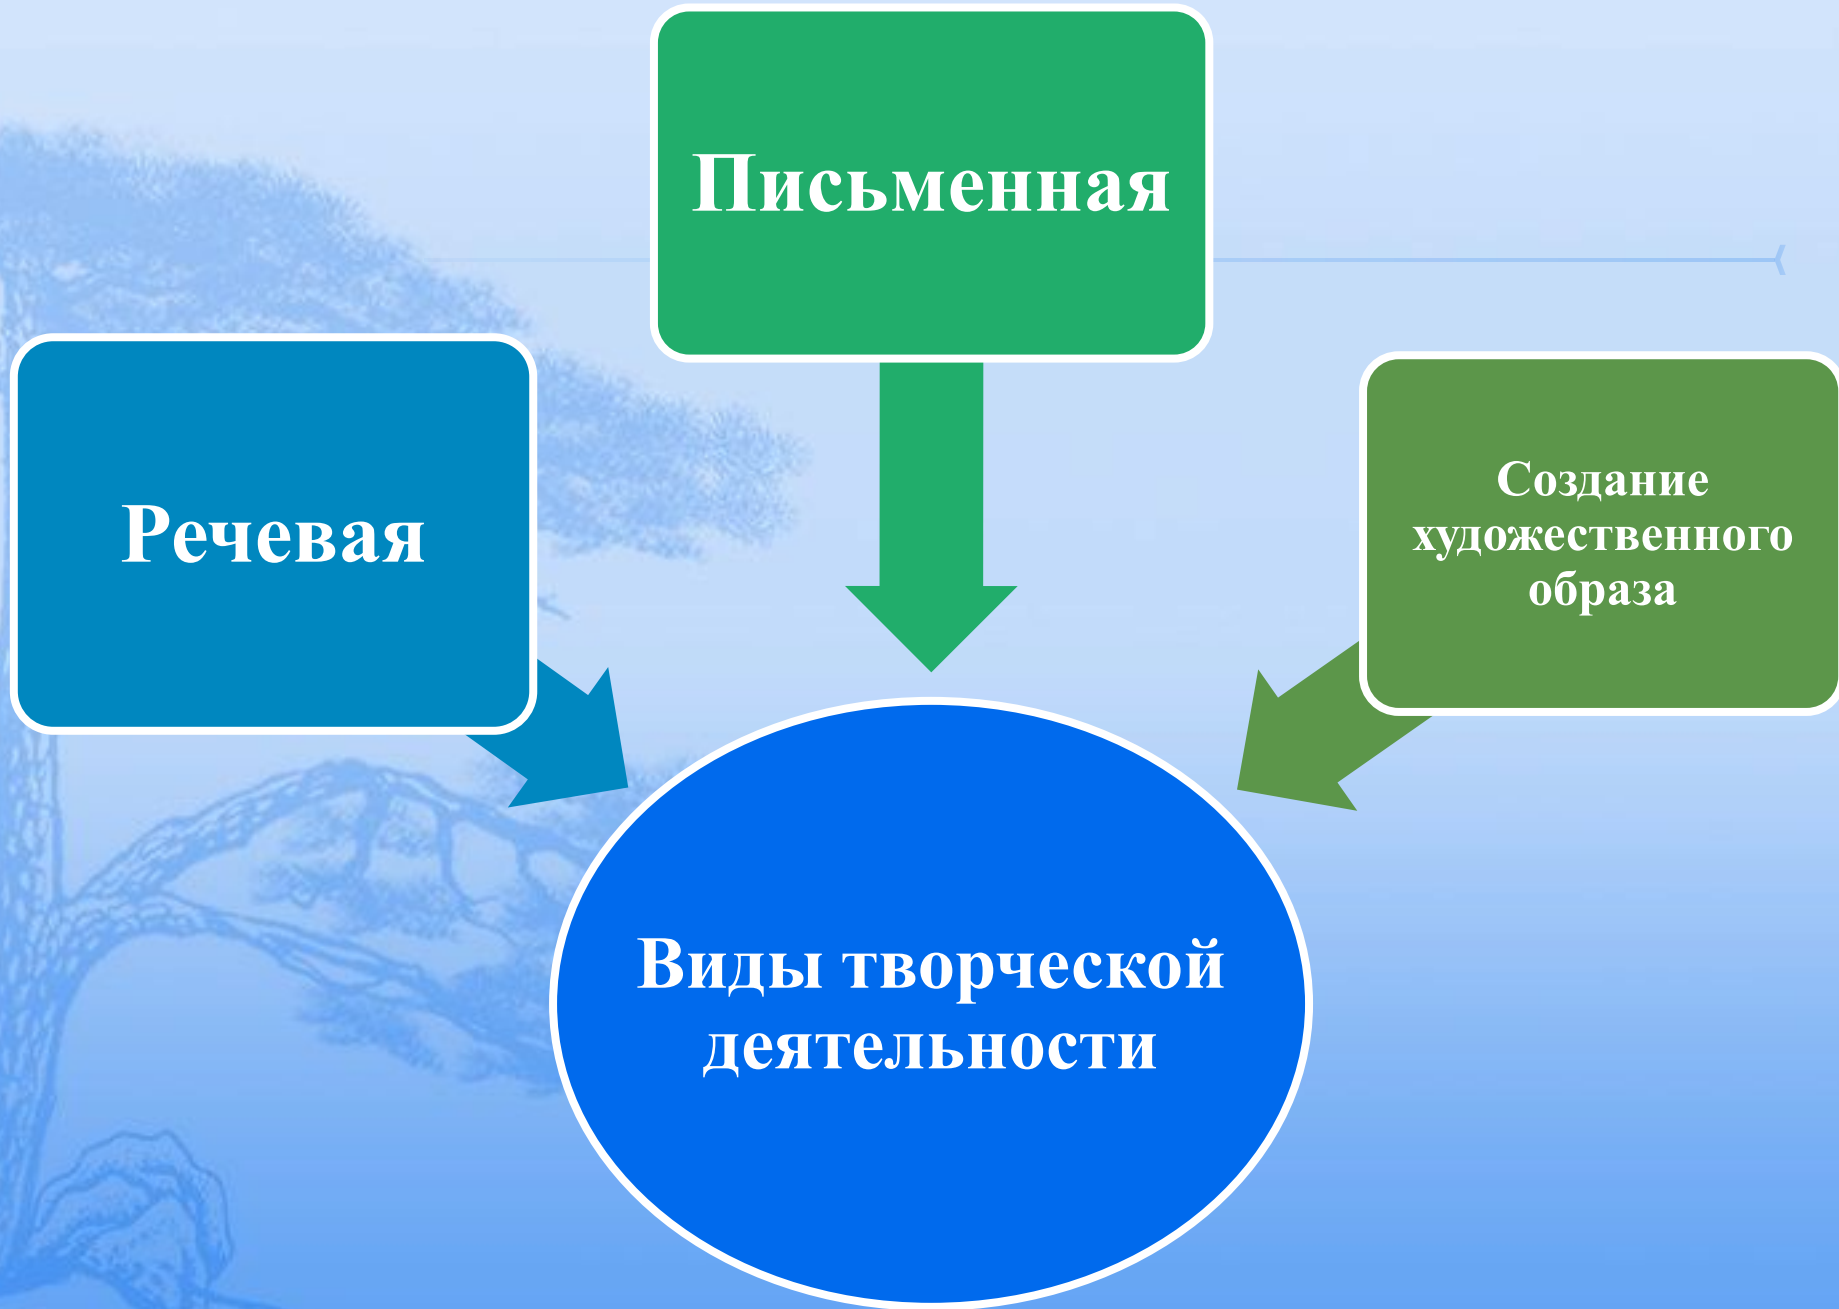 Письменная
Речевая
Создание
художественного
образа
Виды творческой
деятельности